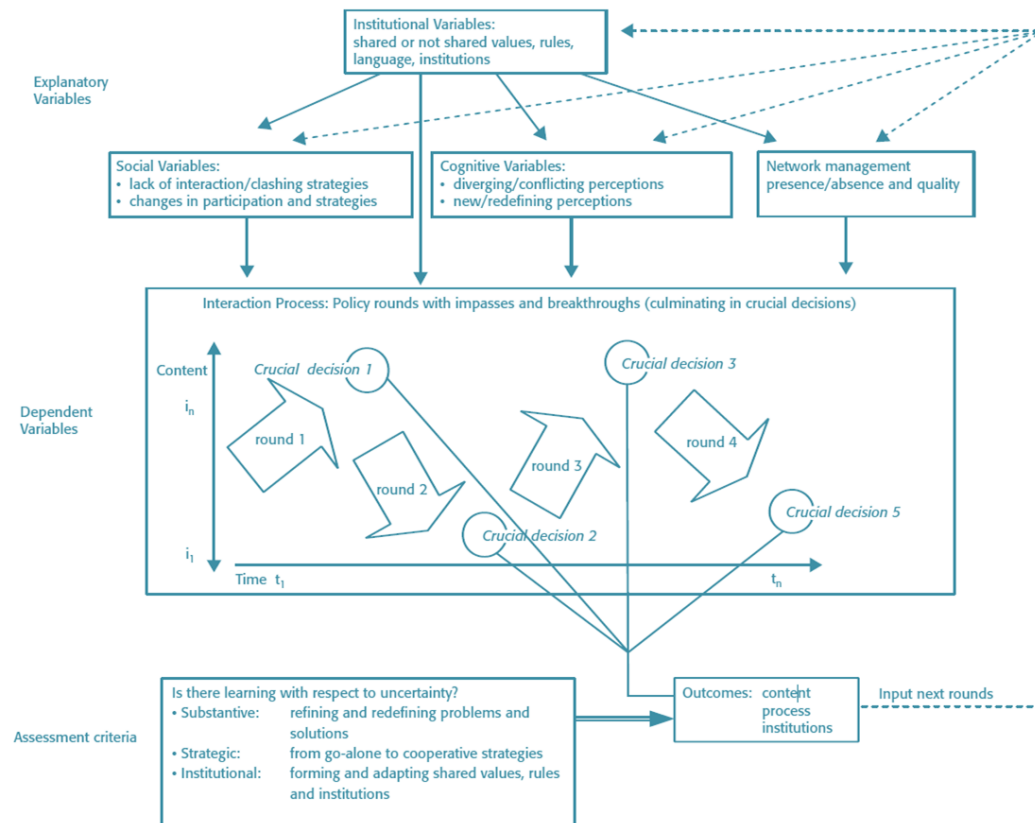 Institutional Variables:
shared or not shared values, rules,
language, institutions
Explanatory
Variables
Social Variables:
• lack of interaction/clashing strategies
• changes in participation and strategies
Cognitive Variables:
• diverging/conflicting perceptions
• new/redefining perceptions
Network management
presence/absence and quality
Interaction Process: Policy rounds with impasses and breakthroughs (culminating in crucial decisions)
Dependent
Variables
Content
iₙ
i₁
Crucial decision 1
round 1
round 2
Crucial decision 2
round 3
Crucial decision 3
round 4
Crucial decision 5
Time t₁
tₙ
Assessment criteria
Is there learning with respect to uncertainty?
• Substantive: refining and redefining problems and
solutions
• Strategic: from go-alone to cooperative strategies
• Institutional: forming and adapting shared values, rules
and institutions
Outcomes: content
process
institutions
Input next rounds